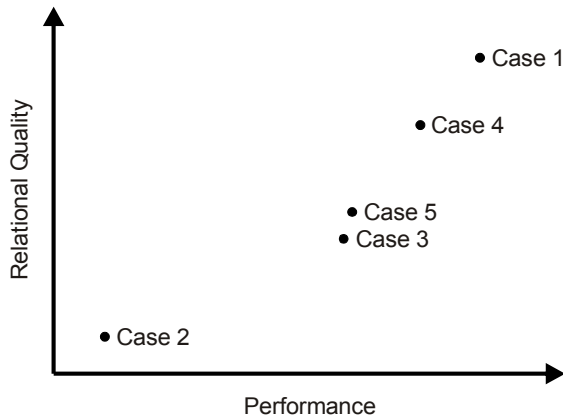 Case 1
Case 4
Case 5
Case 3
Case 2
Relational Quality
Performance